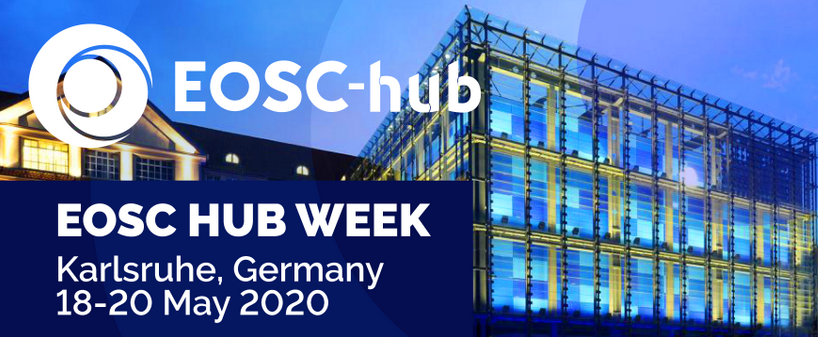 EOSC-hub
EOSC HUB WEEK
Karlsruhe, Germany
18-20 May 2020